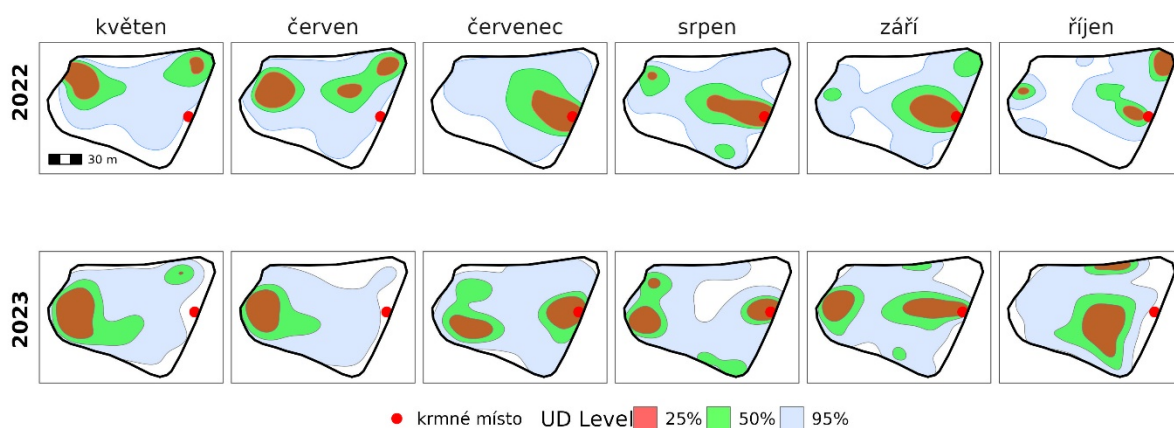 květen červen červenec srpen září říjen
2022
30 m
2023
krmné místo UD Level 25% 50% 95%